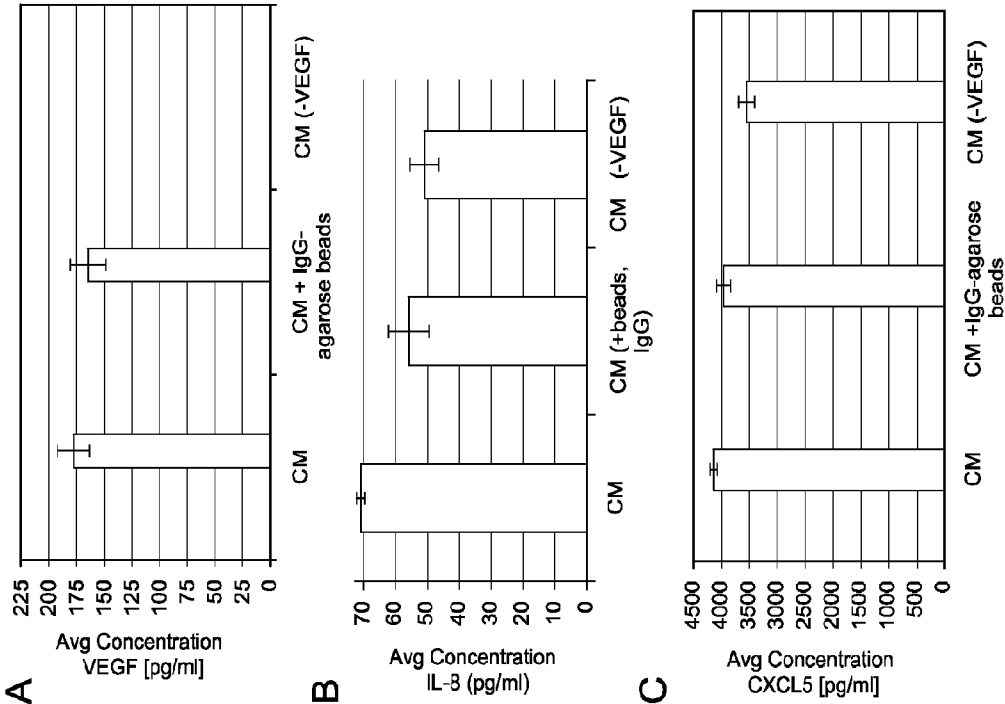 A
Avg Concentration
VEGF [pg/ml]
225
200
175
150
125
100
75
50
25
0
CM
CM + IgG-
agarose beads
CM (-VEGF)
B
Avg Concentration
IL-8 (pg/ml)
70
60
50
40
30
20
10
0
CM
CM (+beads,
IgG)
CM (-VEGF)
C
Avg Concentration
CXCL5 [pg/ml]
4500
4000
3500
3000
2500
2000
1500
1000
500
0
CM
CM +IgG-agarose
beads
CM (-VEGF)